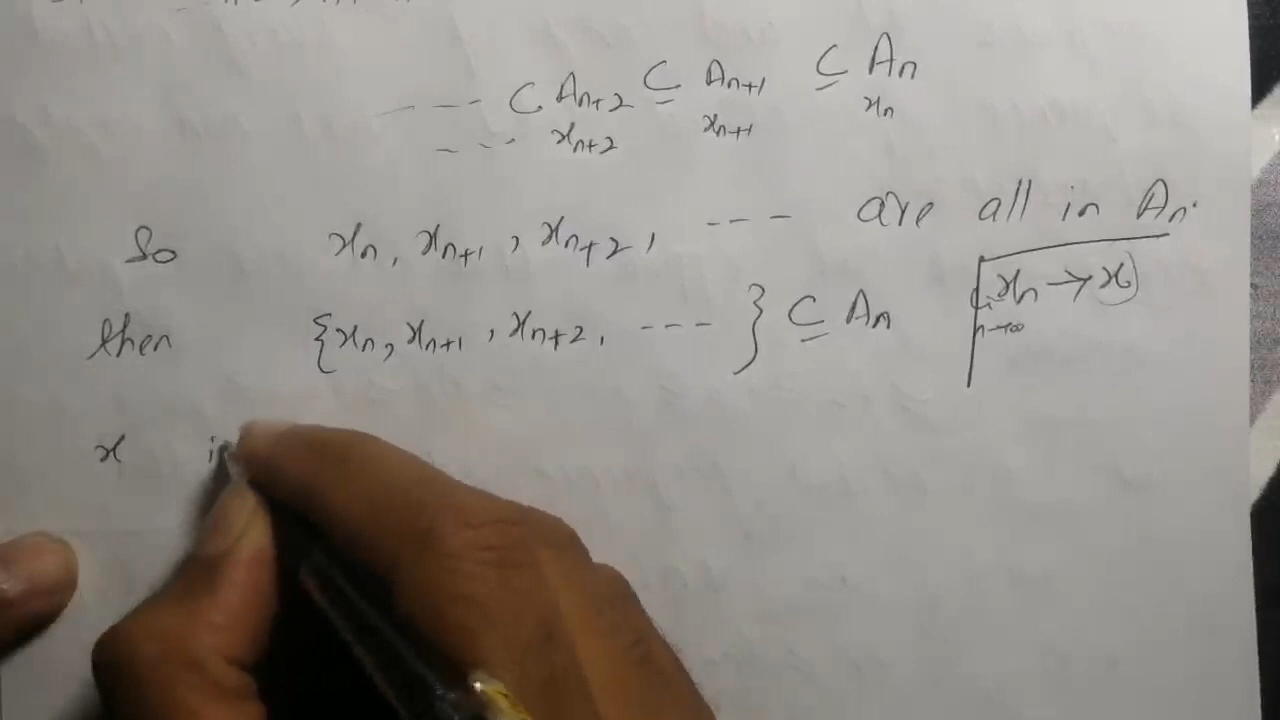 --- ⊂ Aₙ₊₂ ⊆ Aₙ₊₁ ⊆ Aₙ
--- xₙ₊₂ xₙ₊₁ xₙ
So xₙ, xₙ₊₁, xₙ₊₂, --- are all in Aₙ.
then {xₙ, xₙ₊₁, xₙ₊₂, ---} ⊆ Aₙ
xₙ → x
n→∞
x